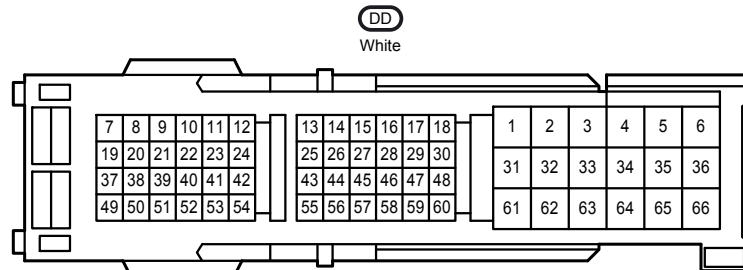 DD
White
7 8 9 10 11 12 13 14 15 16 17 18 1 2 3 4 5 6
19 20 21 22 23 24 25 26 27 28 29 30 31 32 33 34 35 36
37 38 39 40 41 42 43 44 45 46 47 48
49 50 51 52 53 54 55 56 57 58 59 60 61 62 63 64 65 66